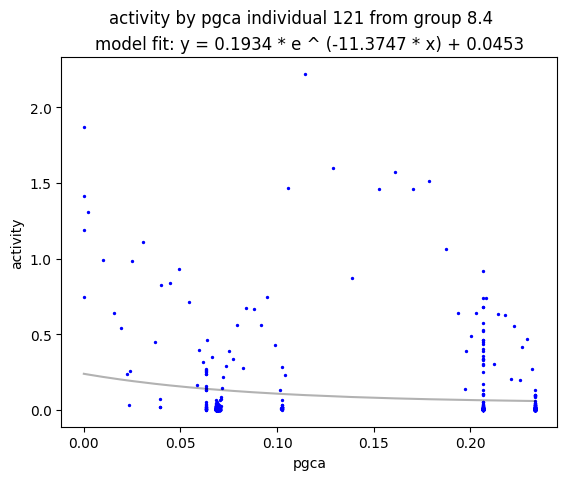 activity by pgca individual 121 from group 8.4
model fit: y = 0.1934 * e ^ (-11.3747 * x) + 0.0453
2.0
1.5
1.0
0.5
0.0
activity
0.00 0.05 0.10 0.15 0.20
pgca